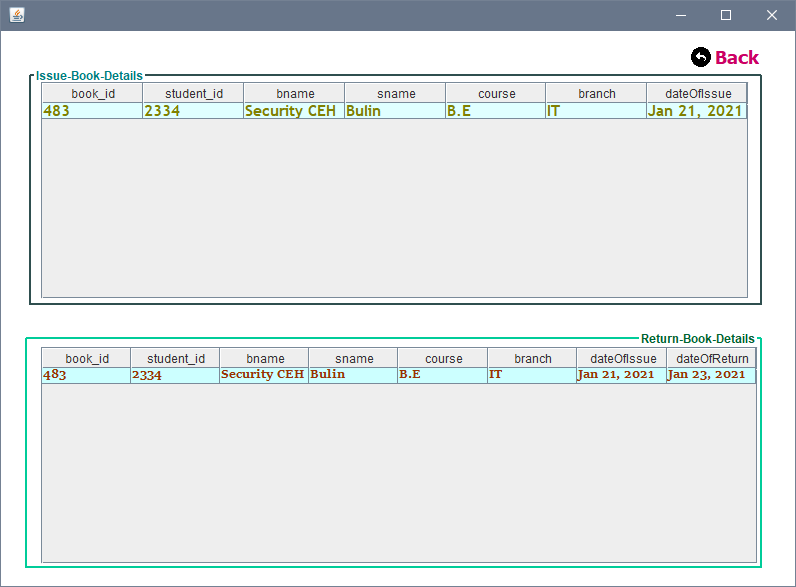 Back
Issue-Book-Details
book_id student_id bname sname course branch dateOfIssue
483 2334 Security CEH Bulin B.E IT Jan 21, 2021
Return-Book-Details
book_id student_id bname sname course branch dateOfIssue dateOfReturn
483 2334 Security CEH Bulin B.E IT Jan 21, 2021 Jan 23, 2021